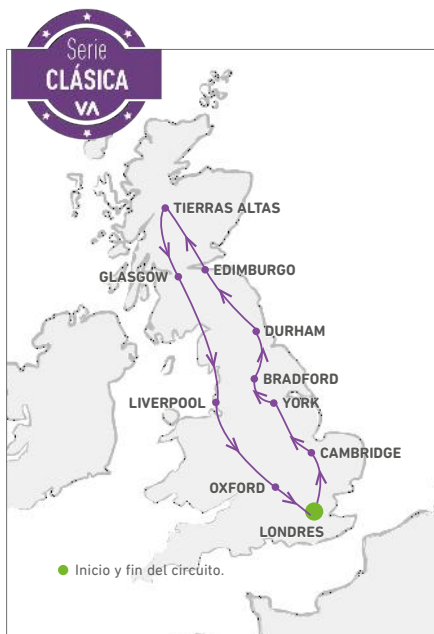 Serie
CLÁSICA
VA
TIERRAS ALTAS
GLASGOW
EDIMBURGO
DURHAM
BRADFORD
LIVERPOOL
YORK
CAMBRIDGE
OXFORD
LONDRES
Inicio y fin del circuito.